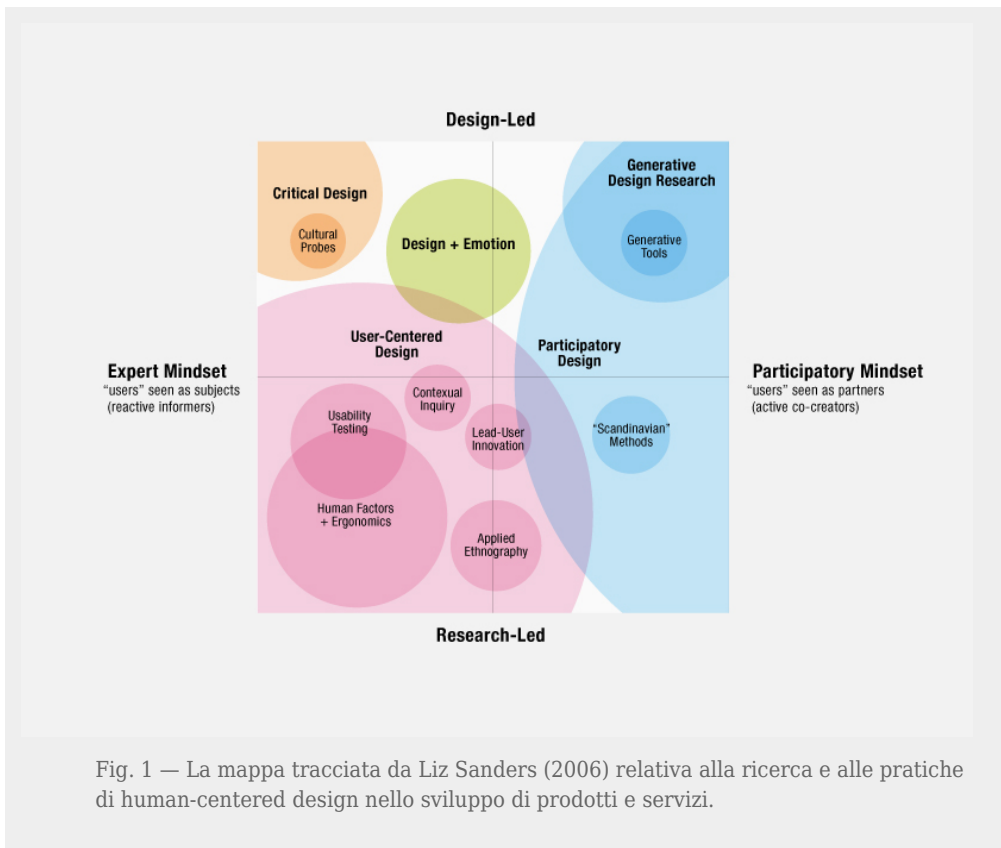 Design-Led
Generative
Design Research
Critical Design
Cultural
Probes
Design + Emotion
Generative
Tools
User-Centered
Design
Participatory
Design
Expert Mindset
“users” seen as subjects
(reactive informers)
Participatory Mindset
“users” seen as partners
(active co-creators)
Contexual
Inquiry
Usability
Testing
Lead-User
Innovation
“Scandinavian”
Methods
Human Factors
+ Ergonomics
Applied
Ethnography
Research-Led
Fig. 1 — La mappa tracciata da Liz Sanders (2006) relativa alla ricerca e alle pratiche
di human-centered design nello sviluppo di prodotti e servizi.